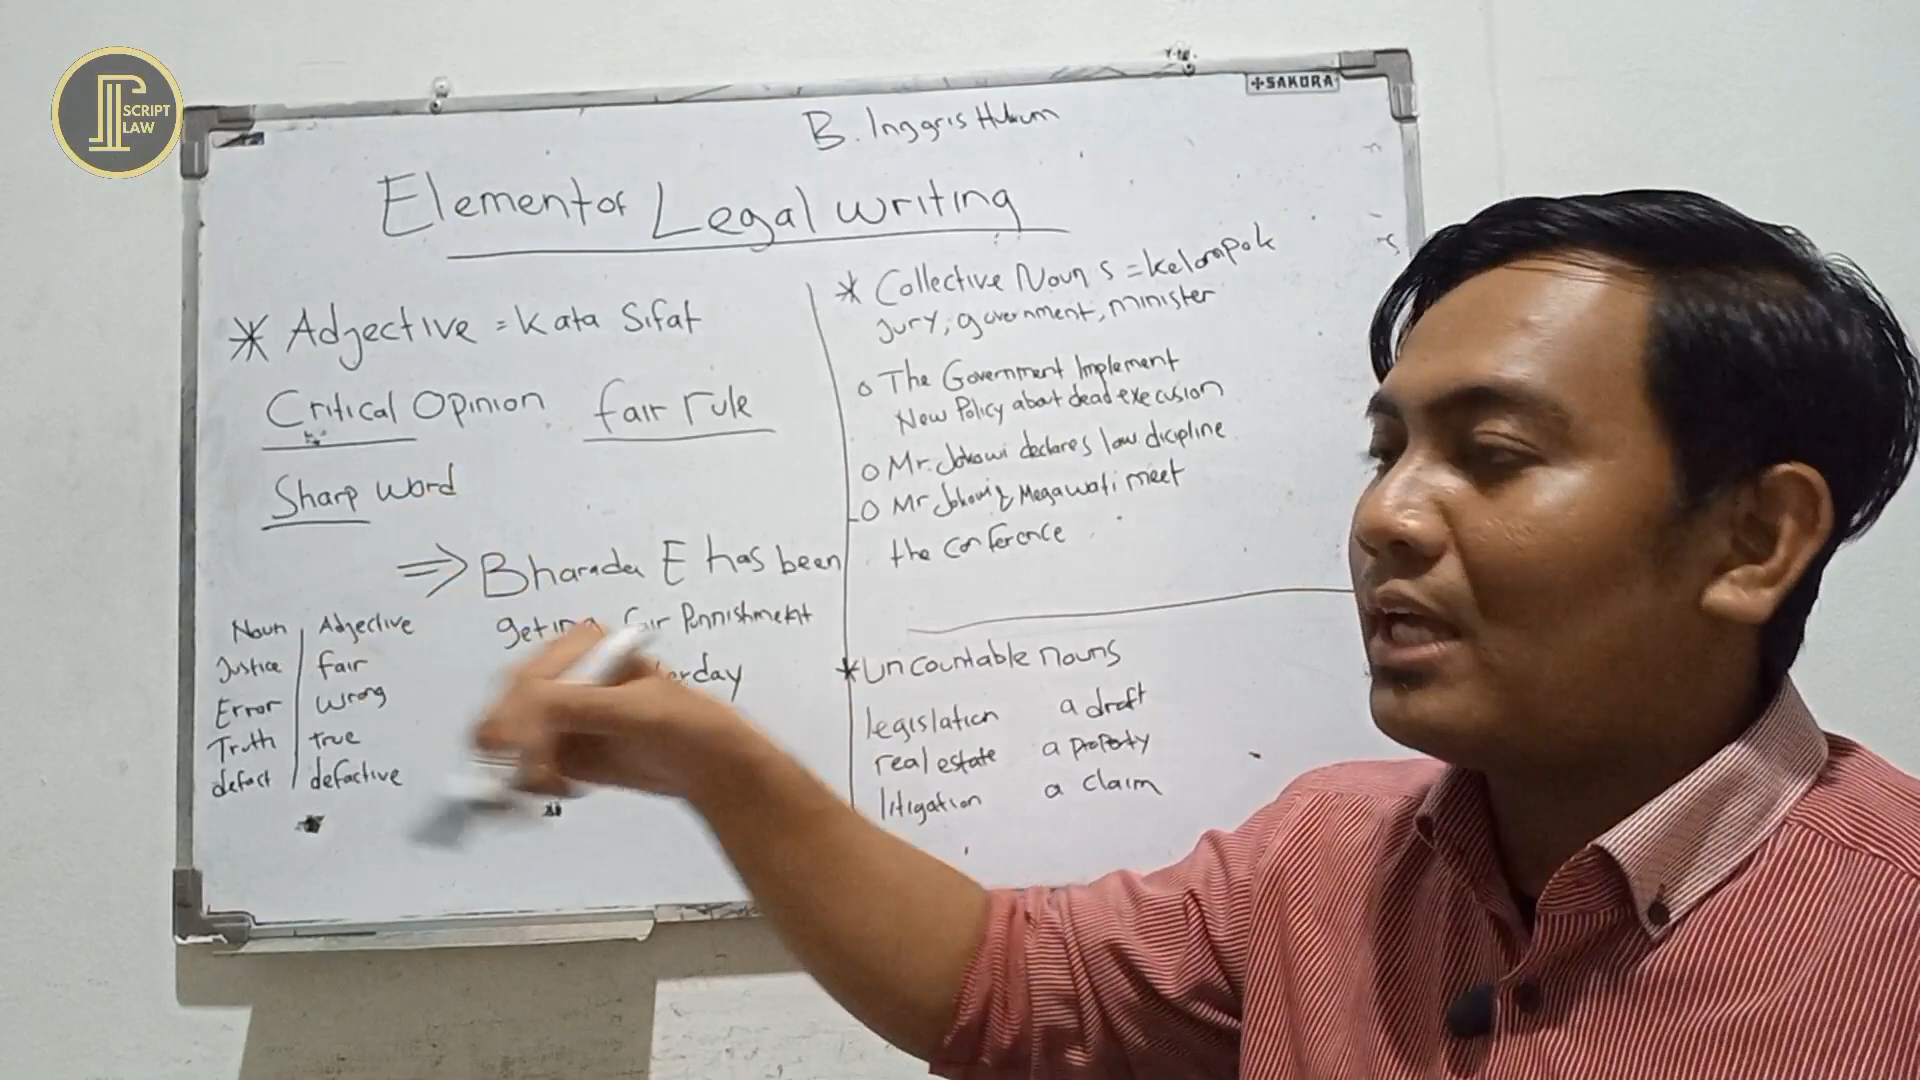 SCRIPT
LAW
SAKURA
B. Inggris Hukum
Element of Legal writing
* Adjective = Kata Sifat
Critical Opinion fair rule
Sharp word
=> Bharada E has been
geting fair Punnishment
Noun | Adjective
Justice | fair
Error | wrong
Truth | true
defect | defactive
* Collective Noun s = Kelompok
jury, government, minister
o The Government Implement
New Policy about dead execusion
o Mr. Jokowi declares law dicipline
o Mr Jokowi & Megawati meet
the conference
* Uncountable nouns
legislation a draft
real estate a property
litigation a claim